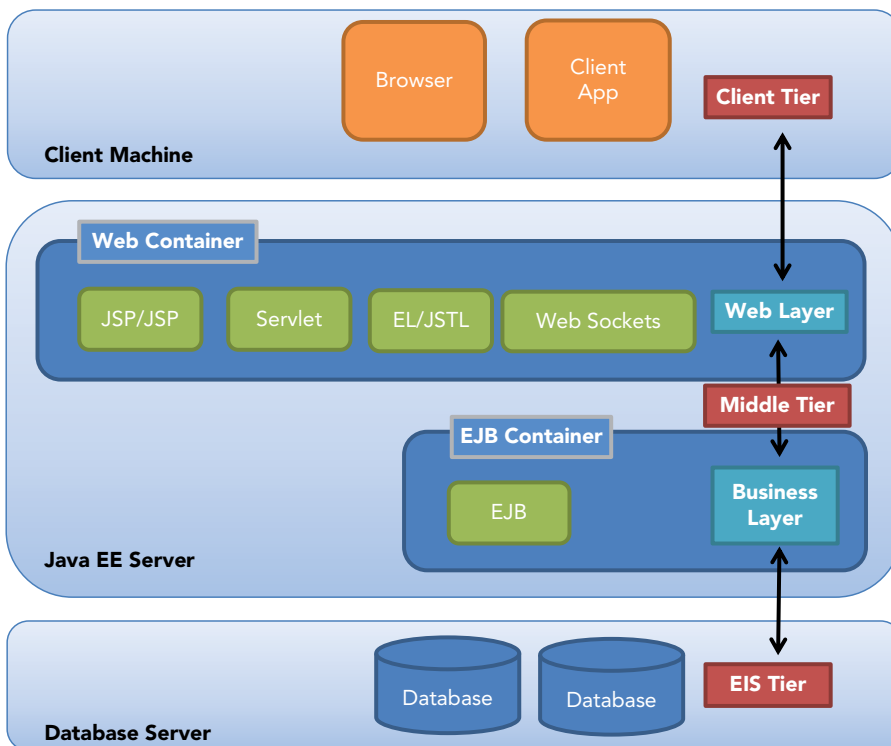 Browser
Client
App
Client Tier
Client Machine
Web Container
JSP/JSP
Servlet
EL/JSTL
Web Sockets
Web Layer
Middle Tier
EJB Container
EJB
Business
Layer
Java EE Server
Database
Database
EIS Tier
Database Server